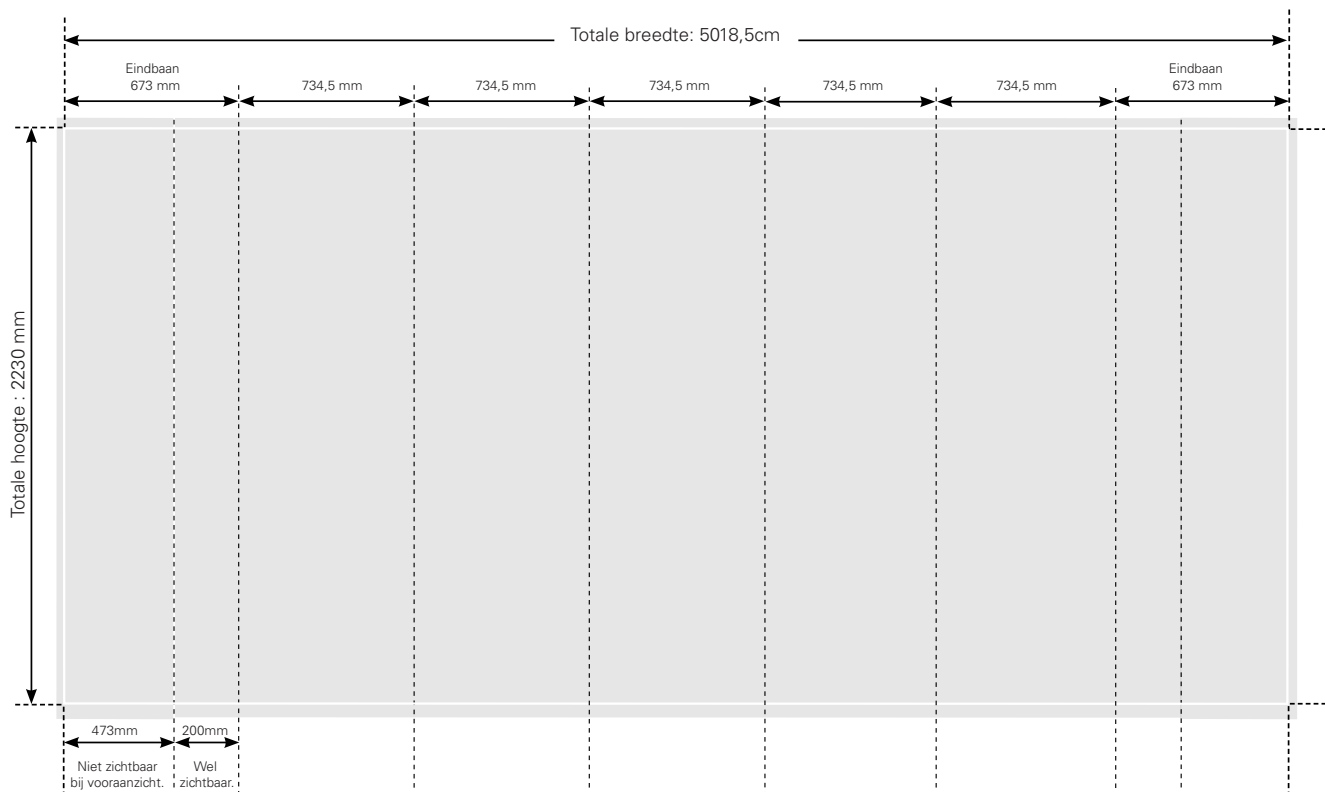 Totale breedte: 5018,5cm
Eindbaan
673 mm
734,5 mm
734,5 mm
734,5 mm
734,5 mm
734,5 mm
Eindbaan
673 mm
Totale hoogte : 2230 mm
473mm
200mm
Niet zichtbaar
bij vooraanzicht.
Wel
zichtbaar.